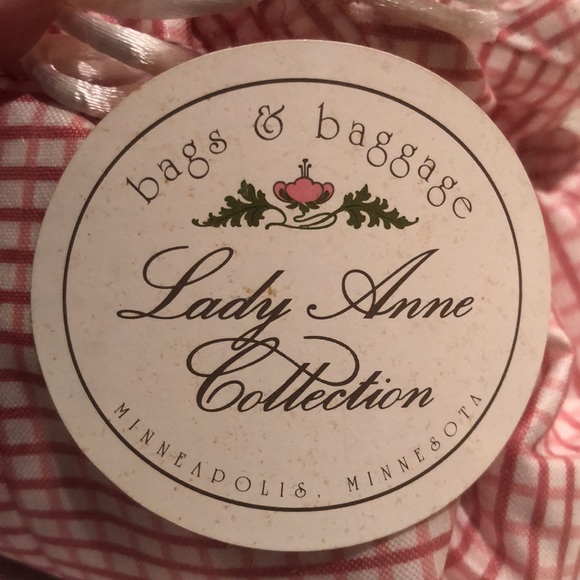 bags & baggage
Lady Anne
Collection
MINNEAPOLIS, MINNESOTA